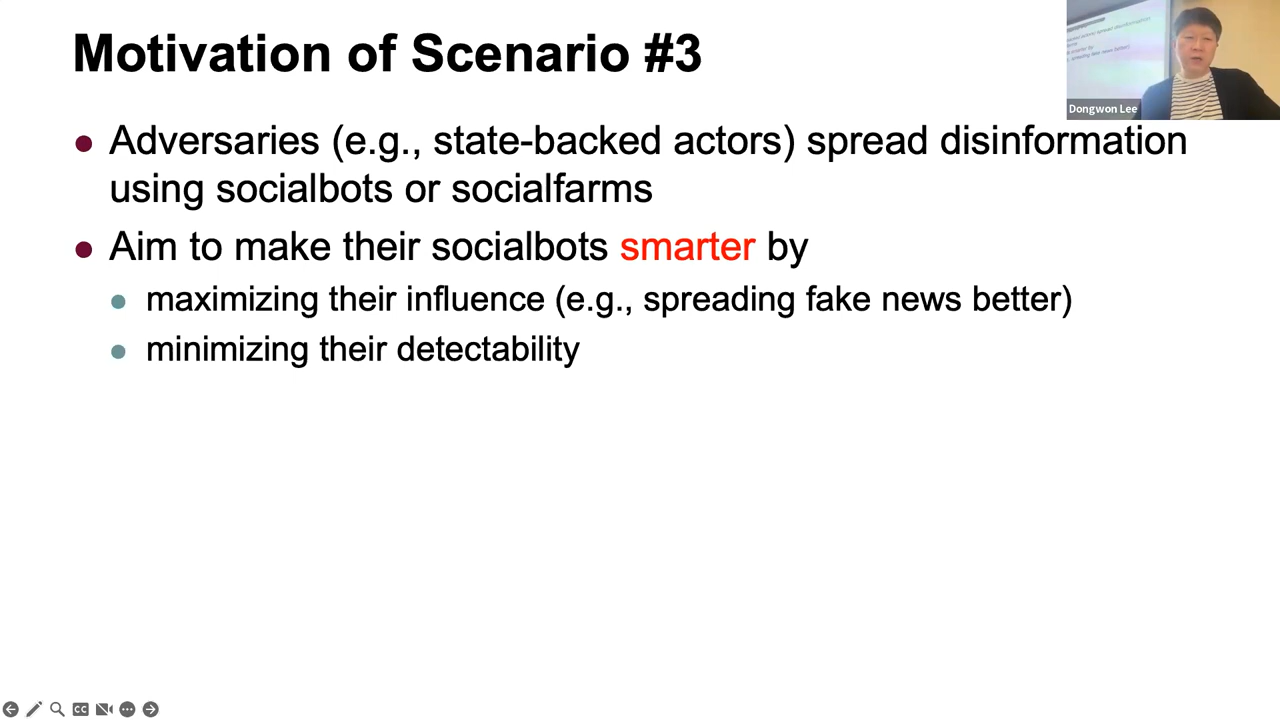 Motivation of Scenario #3
Adversaries (e.g., state-backed actors) spread disinformation
using socialbots or socialfarms
Aim to make their socialbots smarter by
maximizing their influence (e.g., spreading fake news better)
minimizing their detectability
Dongwon Lee
CC